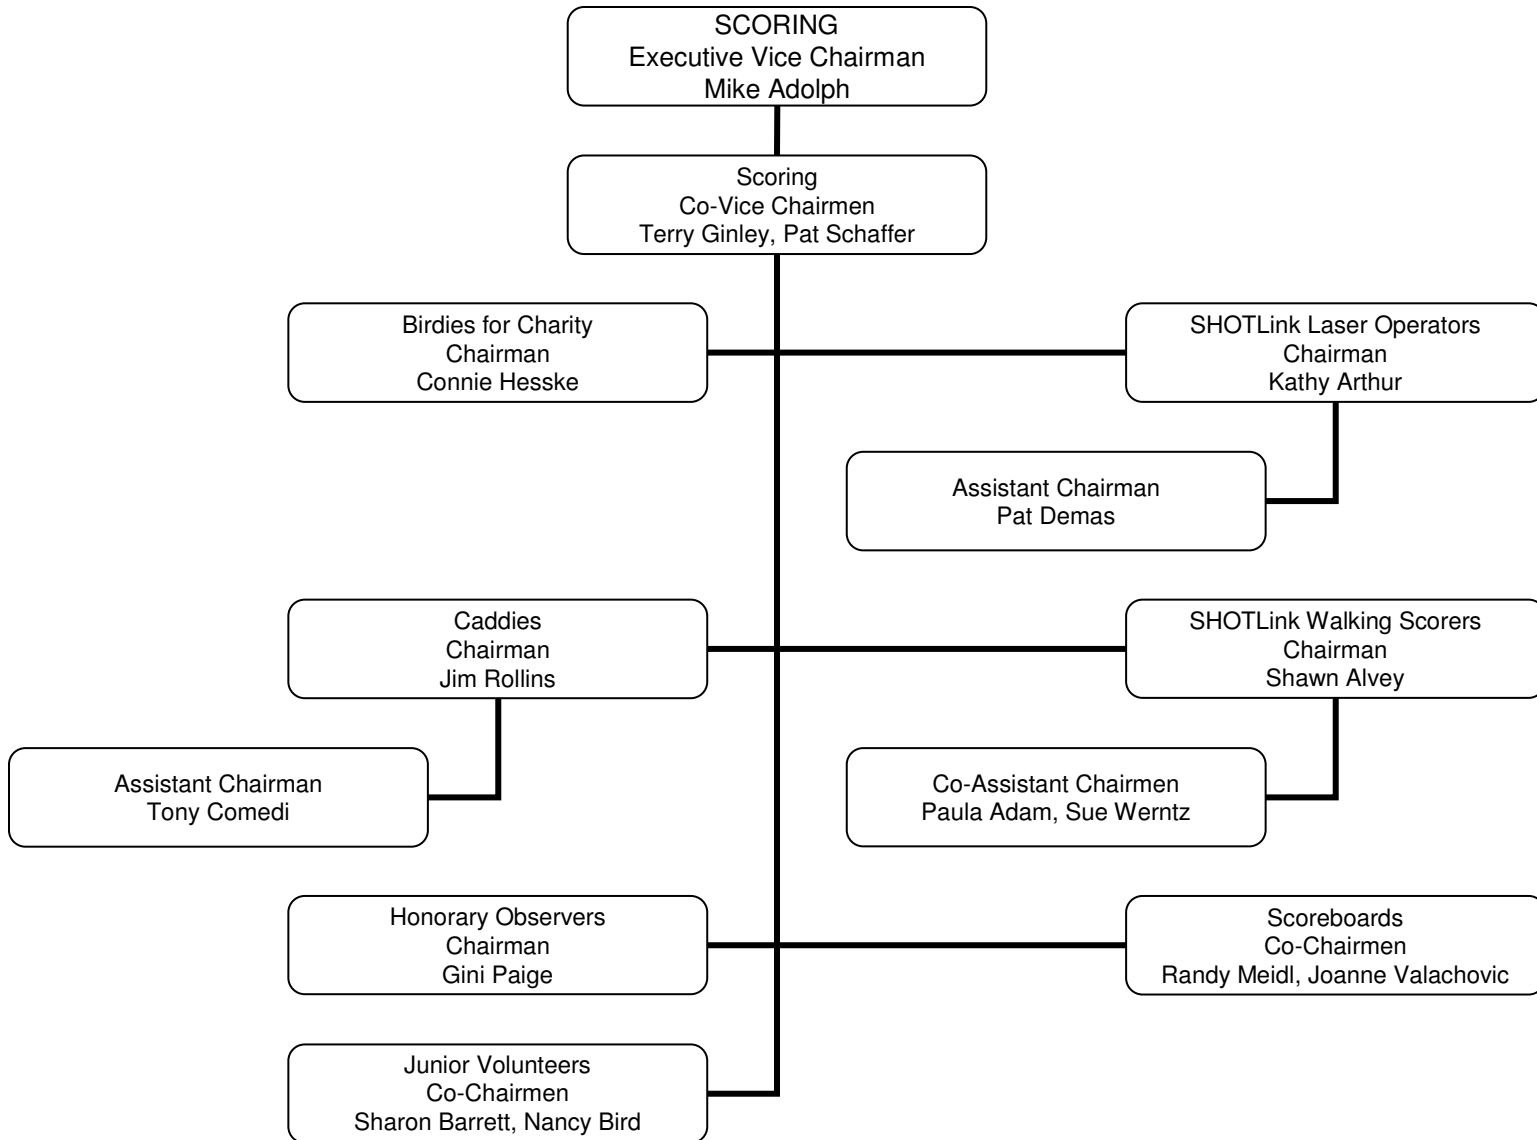 SCORING
Executive Vice Chairman
Mike Adolph
Scoring
Co-Vice Chairmen
Terry Ginley, Pat Schaffer
Birdies for Charity
Chairman
Connie Hesske
SHOTLink Laser Operators
Chairman
Kathy Arthur
Assistant Chairman
Pat Demas
Caddies
Chairman
Jim Rollins
SHOTLink Walking Scorers
Chairman
Shawn Alvey
Assistant Chairman
Tony Comedi
Co-Assistant Chairmen
Paula Adam, Sue Werntz
Honorary Observers
Chairman
Gini Paige
Scoreboards
Co-Chairmen
Randy Meidl, Joanne Valachovic
Junior Volunteers
Co-Chairmen
Sharon Barrett, Nancy Bird